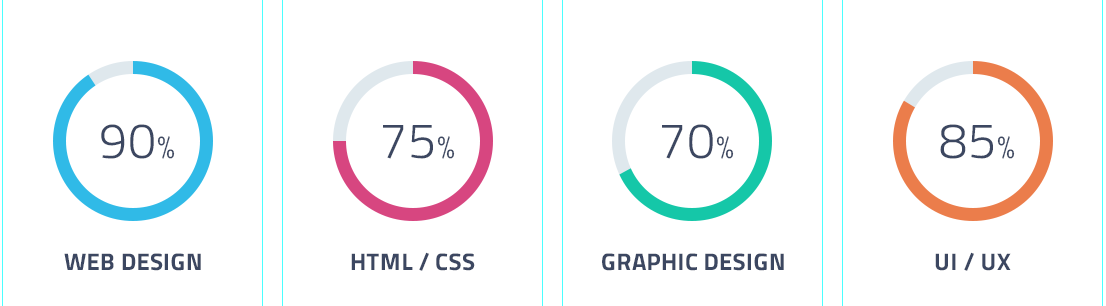 90%
WEB DESIGN
75%
HTML / CSS
70%
GRAPHIC DESIGN
85%
UI / UX